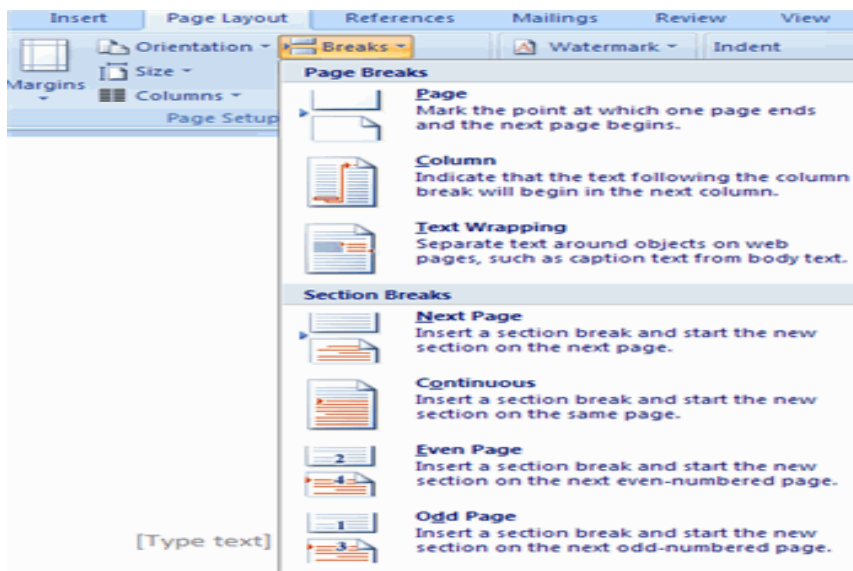 Insert Page Layout References Mailings Review View
Orientation Breaks Watermark Indent
Size
Margins
Columns
Page Setup
Page Breaks
Page
Mark the point at which one page ends
and the next page begins.
Column
Indicate that the text following the column
break will begin in the next column.
Text Wrapping
Separate text around objects on web
pages, such as caption text from body text.
Section Breaks
Next Page
Insert a section break and start the new
section on the next page.
Continuous
Insert a section break and start the new
section on the same page.
Even Page
2
Insert a section break and start the new
4
section on the next even-numbered page.
Odd Page
1
Insert a section break and start the new
3
section on the next odd-numbered page.
[Type text]